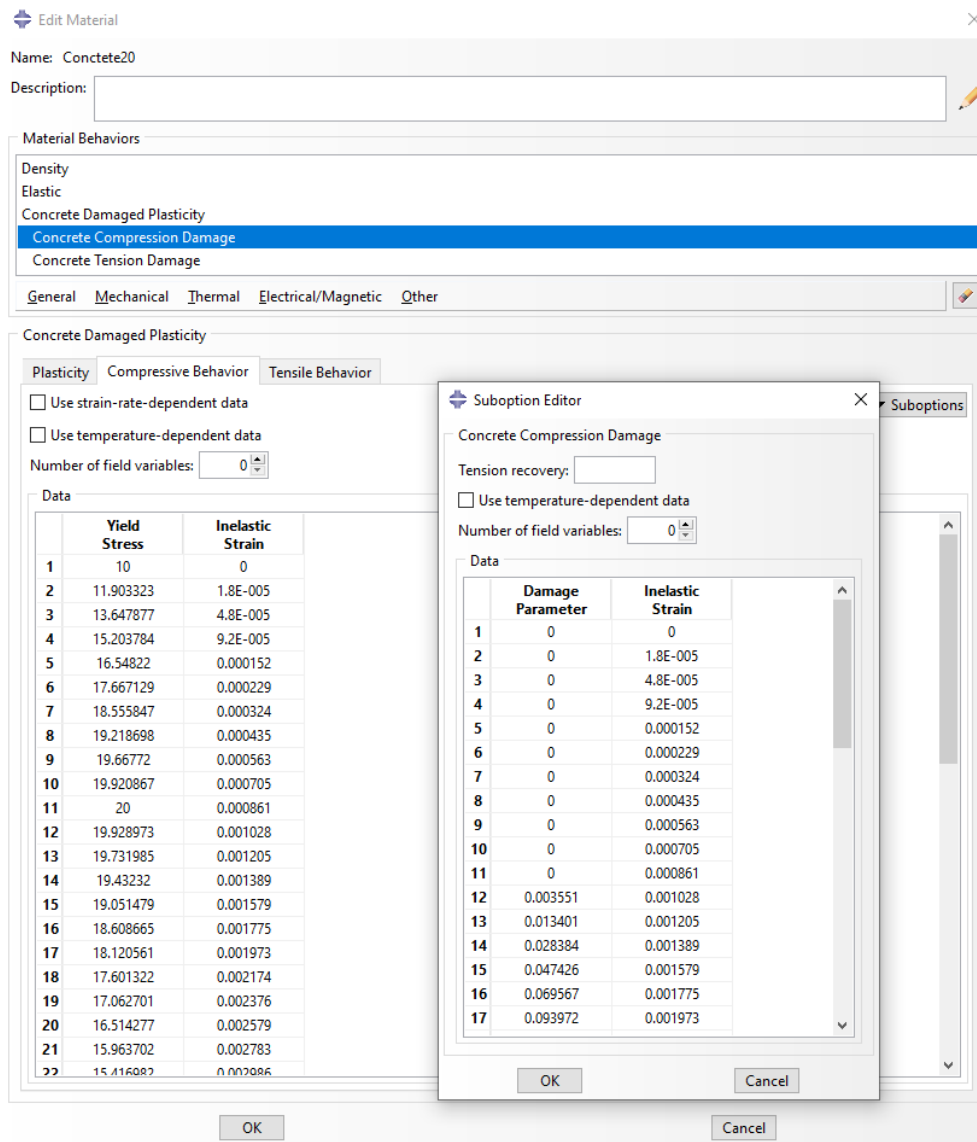 Edit Material
Name: Conctete20
Description:
Material Behaviors
Density
Elastic
Concrete Damaged Plasticity
Concrete Compression Damage
Concrete Tension Damage
General Mechanical Thermal Electrical/Magnetic Other
Concrete Damaged Plasticity
Plasticity Compressive Behavior Tensile Behavior
Use strain-rate-dependent data
Suboptions
Use temperature-dependent data
Number of field variables: 0
Data
Yield Stress Inelastic Strain
1 10 0
2 11.903323 1.8E-005
3 13.647877 4.8E-005
4 15.203784 9.2E-005
5 16.54822 0.000152
6 17.667129 0.000229
7 18.555847 0.000324
8 19.218698 0.000435
9 19.66772 0.000563
10 19.920867 0.000705
11 20 0.000861
12 19.928973 0.001028
13 19.731985 0.001205
14 19.43232 0.001389
15 19.051479 0.001579
16 18.608665 0.001775
17 18.120561 0.001973
18 17.601322 0.002174
19 17.062701 0.002376
20 16.514277 0.002579
21 15.963702 0.002783
22 15.416982 0.002986
Suboption Editor
Concrete Compression Damage
Tension recovery:
Use temperature-dependent data
Number of field variables: 0
Data
Damage Parameter Inelastic Strain
1 0 0
2 0 1.8E-005
3 0 4.8E-005
4 0 9.2E-005
5 0 0.000152
6 0 0.000229
7 0 0.000324
8 0 0.000435
9 0 0.000563
10 0 0.000705
11 0 0.000861
12 0.003551 0.001028
13 0.013401 0.001205
14 0.028384 0.001389
15 0.047426 0.001579
16 0.069567 0.001775
17 0.093972 0.001973
OK Cancel
OK Cancel